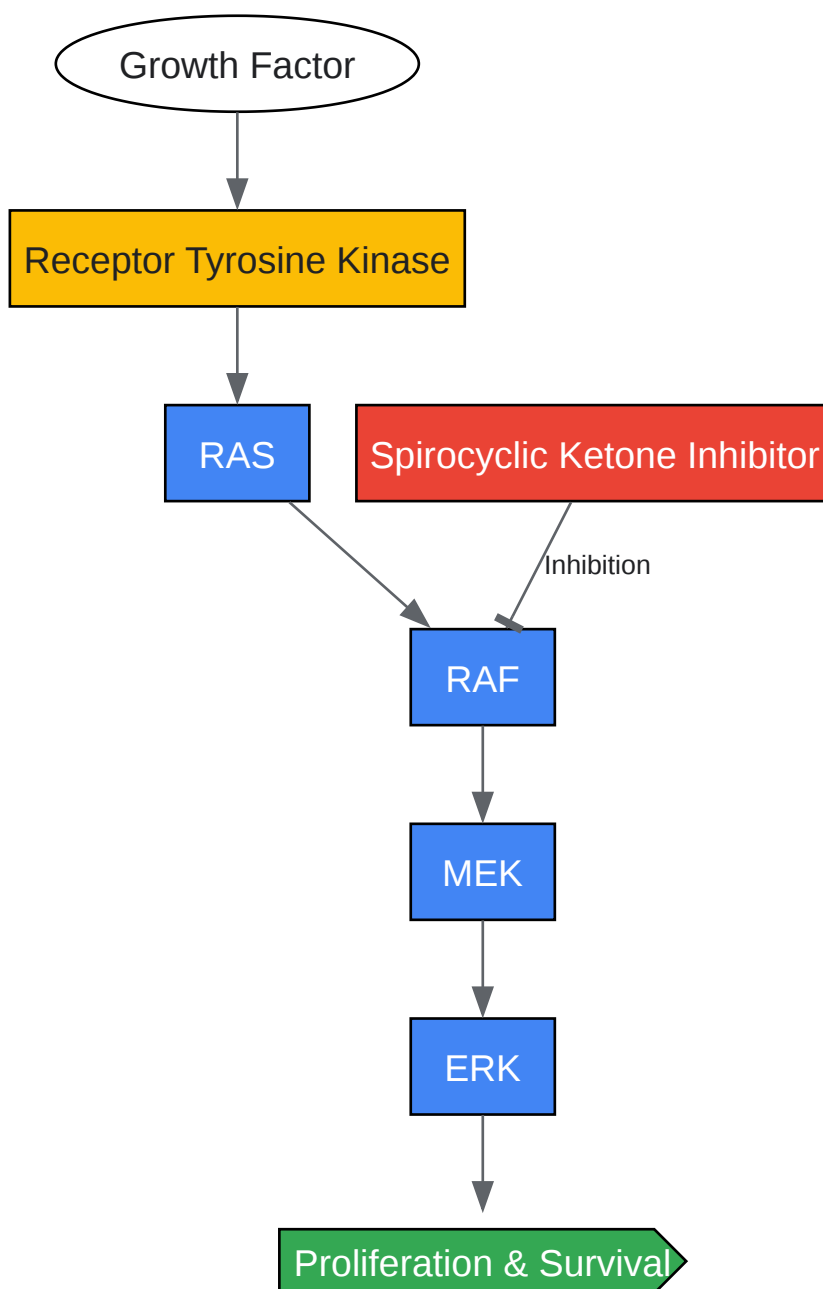 Growth Factor
Receptor Tyrosine Kinase
RAS
Spirocyclic Ketone Inhibitor
Inhibition
RAF
MEK
ERK
Proliferation & Survival